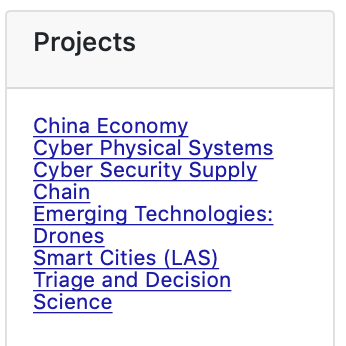 Projects
China Economy
Cyber Physical Systems
Cyber Security Supply
Chain
Emerging Technologies:
Drones
Smart Cities (LAS)
Triage and Decision
Science